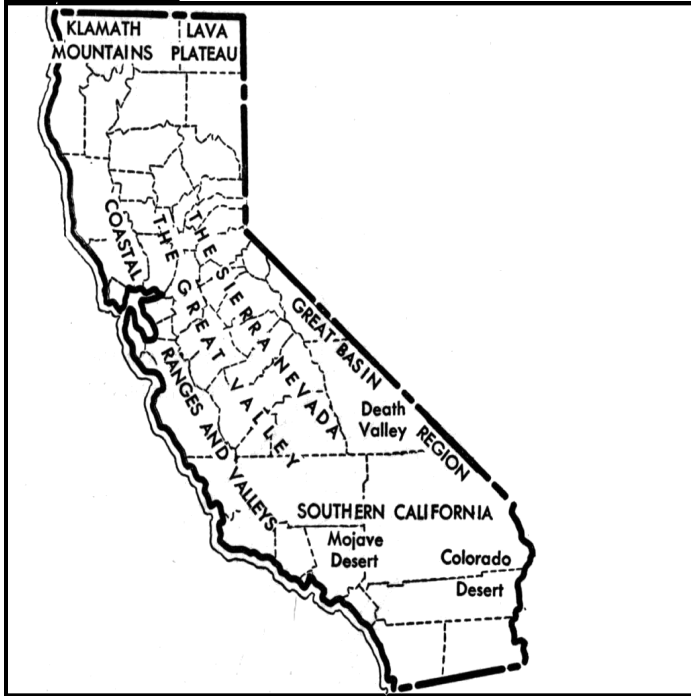 KLAMATH
MOUNTAINS
LAVA
PLATEAU
COASTAL
RANGES AND VALLEYS
THE GREAT VALLEY
THE SIERRA NEVADA
GREAT BASIN
REGION
Death
Valley
SOUTHERN CALIFORNIA
Mojave
Desert
Colorado
Desert